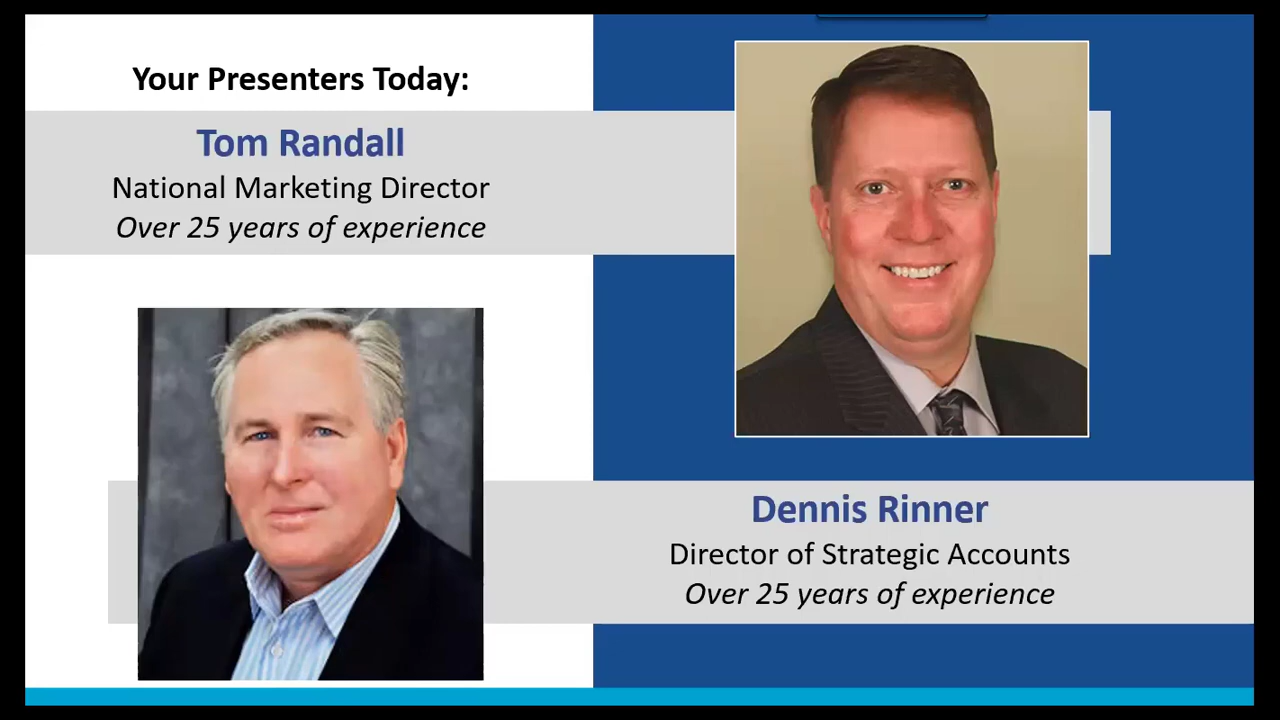 Your Presenters Today:
Tom Randall
National Marketing Director
Over 25 years of experience
Dennis Rinner
Director of Strategic Accounts
Over 25 years of experience